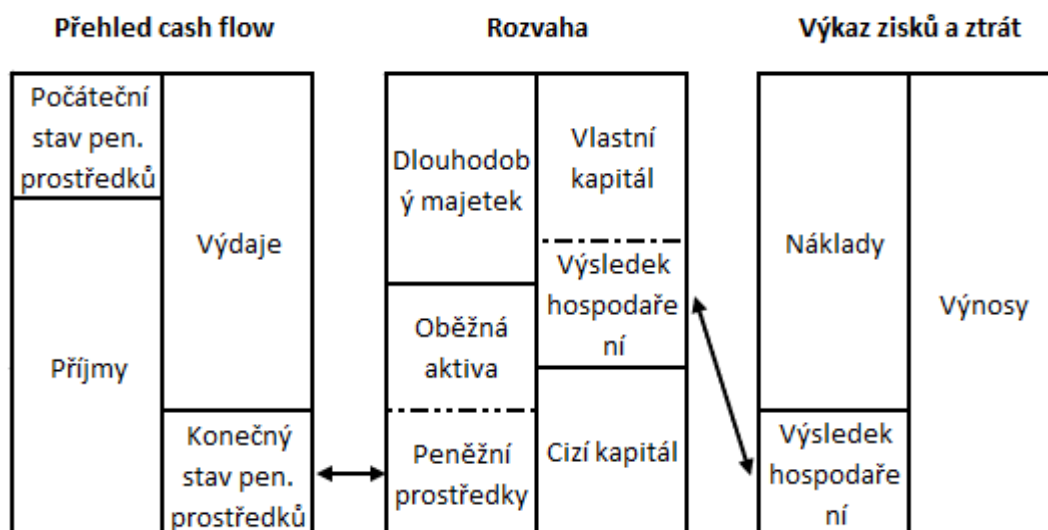 Přehled cash flow
Rozvaha
Výkaz zisků a ztrát
Počáteční
stav pen.
prostředků
Příjmy
Výdaje
Konečný
stav pen.
prostředků
Dlouhodob
ý majetek
Oběžná
aktiva
Peněžní
prostředky
Vlastní
kapitál
Výsledek
hospodaře
ní
Cizí kapitál
Náklady
Výsledek
hospodaře
ní
Výnosy